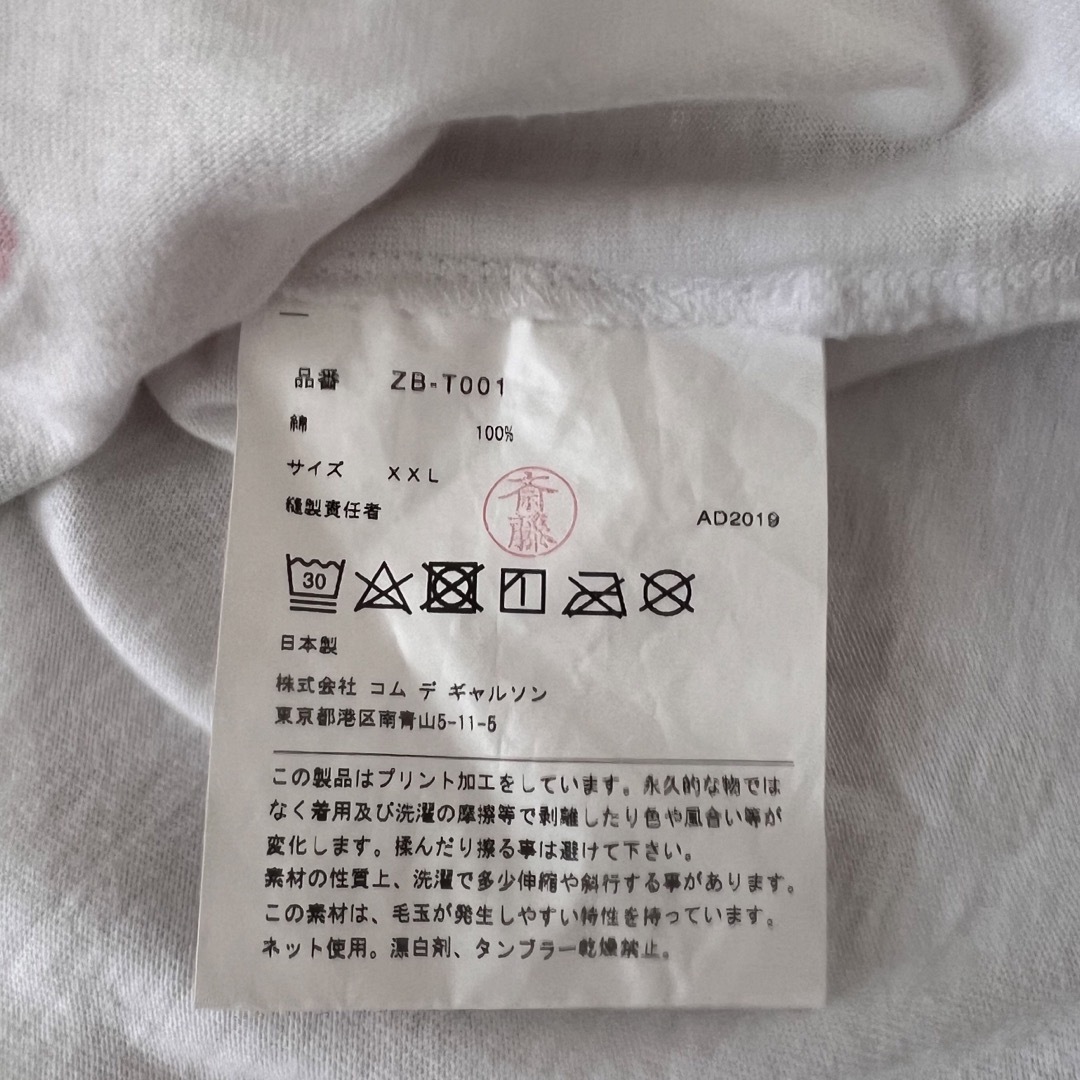 品番 ZB-T001
綿 100%
サイズ XXL
縫製責任者 斎藤 AD2019
30
日本製
株式会社 コム デ ギャルソン
東京都港区南青山5-11-5
この製品はプリント加工をしています。永久的な物では
なく着用及び洗濯の摩擦等で剥離したり色や風合い等が
変化します。揉んだり擦る事は避けて下さい。
素材の性質上、洗濯で多少伸縮や斜行する事があります。
この素材は、毛玉が発生しやすい特性を持っています。
ネット使用。漂白剤、タンブラー乾燥禁止。